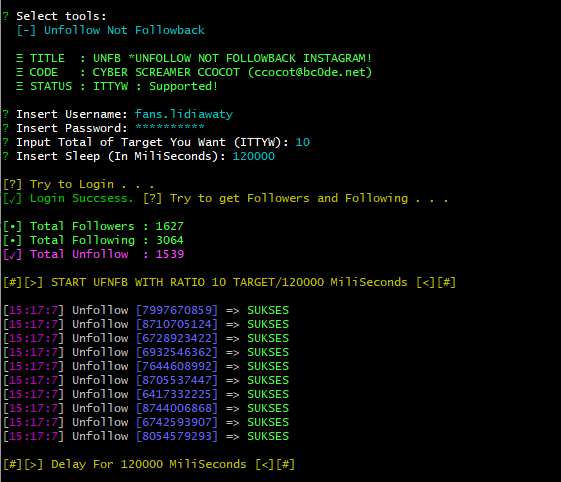 ? Select tools:
[-] Unfollow Not Followback
Ξ TITLE : UNFB *UNFOLLOW NOT FOLLOWBACK INSTAGRAM!
Ξ CODE : CYBER SCREAMER CCOCOT (ccocot@bc0de.net)
Ξ STATUS : ITTYW : Supported!
? Insert Username: fans.lidiawaty
? Insert Password: **********
? Input Total of Target You Want (ITTYW): 10
? Insert Sleep (In MiliSeconds): 120000
[?] Try to Login . . .
[√] Login Succsess. [?] Try to get Followers and Following . . .
[•] Total Followers : 1627
[•] Total Following : 3064
[√] Total Unfollow : 1539
[#][>] START UFNFB WITH RATIO 10 TARGET/120000 MiliSeconds [<][#]
[15:17:7] Unfollow [7997670859] => SUKSES
[15:17:7] Unfollow [8710705124] => SUKSES
[15:17:7] Unfollow [6728923422] => SUKSES
[15:17:7] Unfollow [6932546362] => SUKSES
[15:17:7] Unfollow [7644608992] => SUKSES
[15:17:7] Unfollow [8705537447] => SUKSES
[15:17:7] Unfollow [6417332225] => SUKSES
[15:17:7] Unfollow [8744006868] => SUKSES
[15:17:7] Unfollow [6742593907] => SUKSES
[15:17:7] Unfollow [8054579293] => SUKSES
[#][>] Delay For 120000 MiliSeconds [<][#]